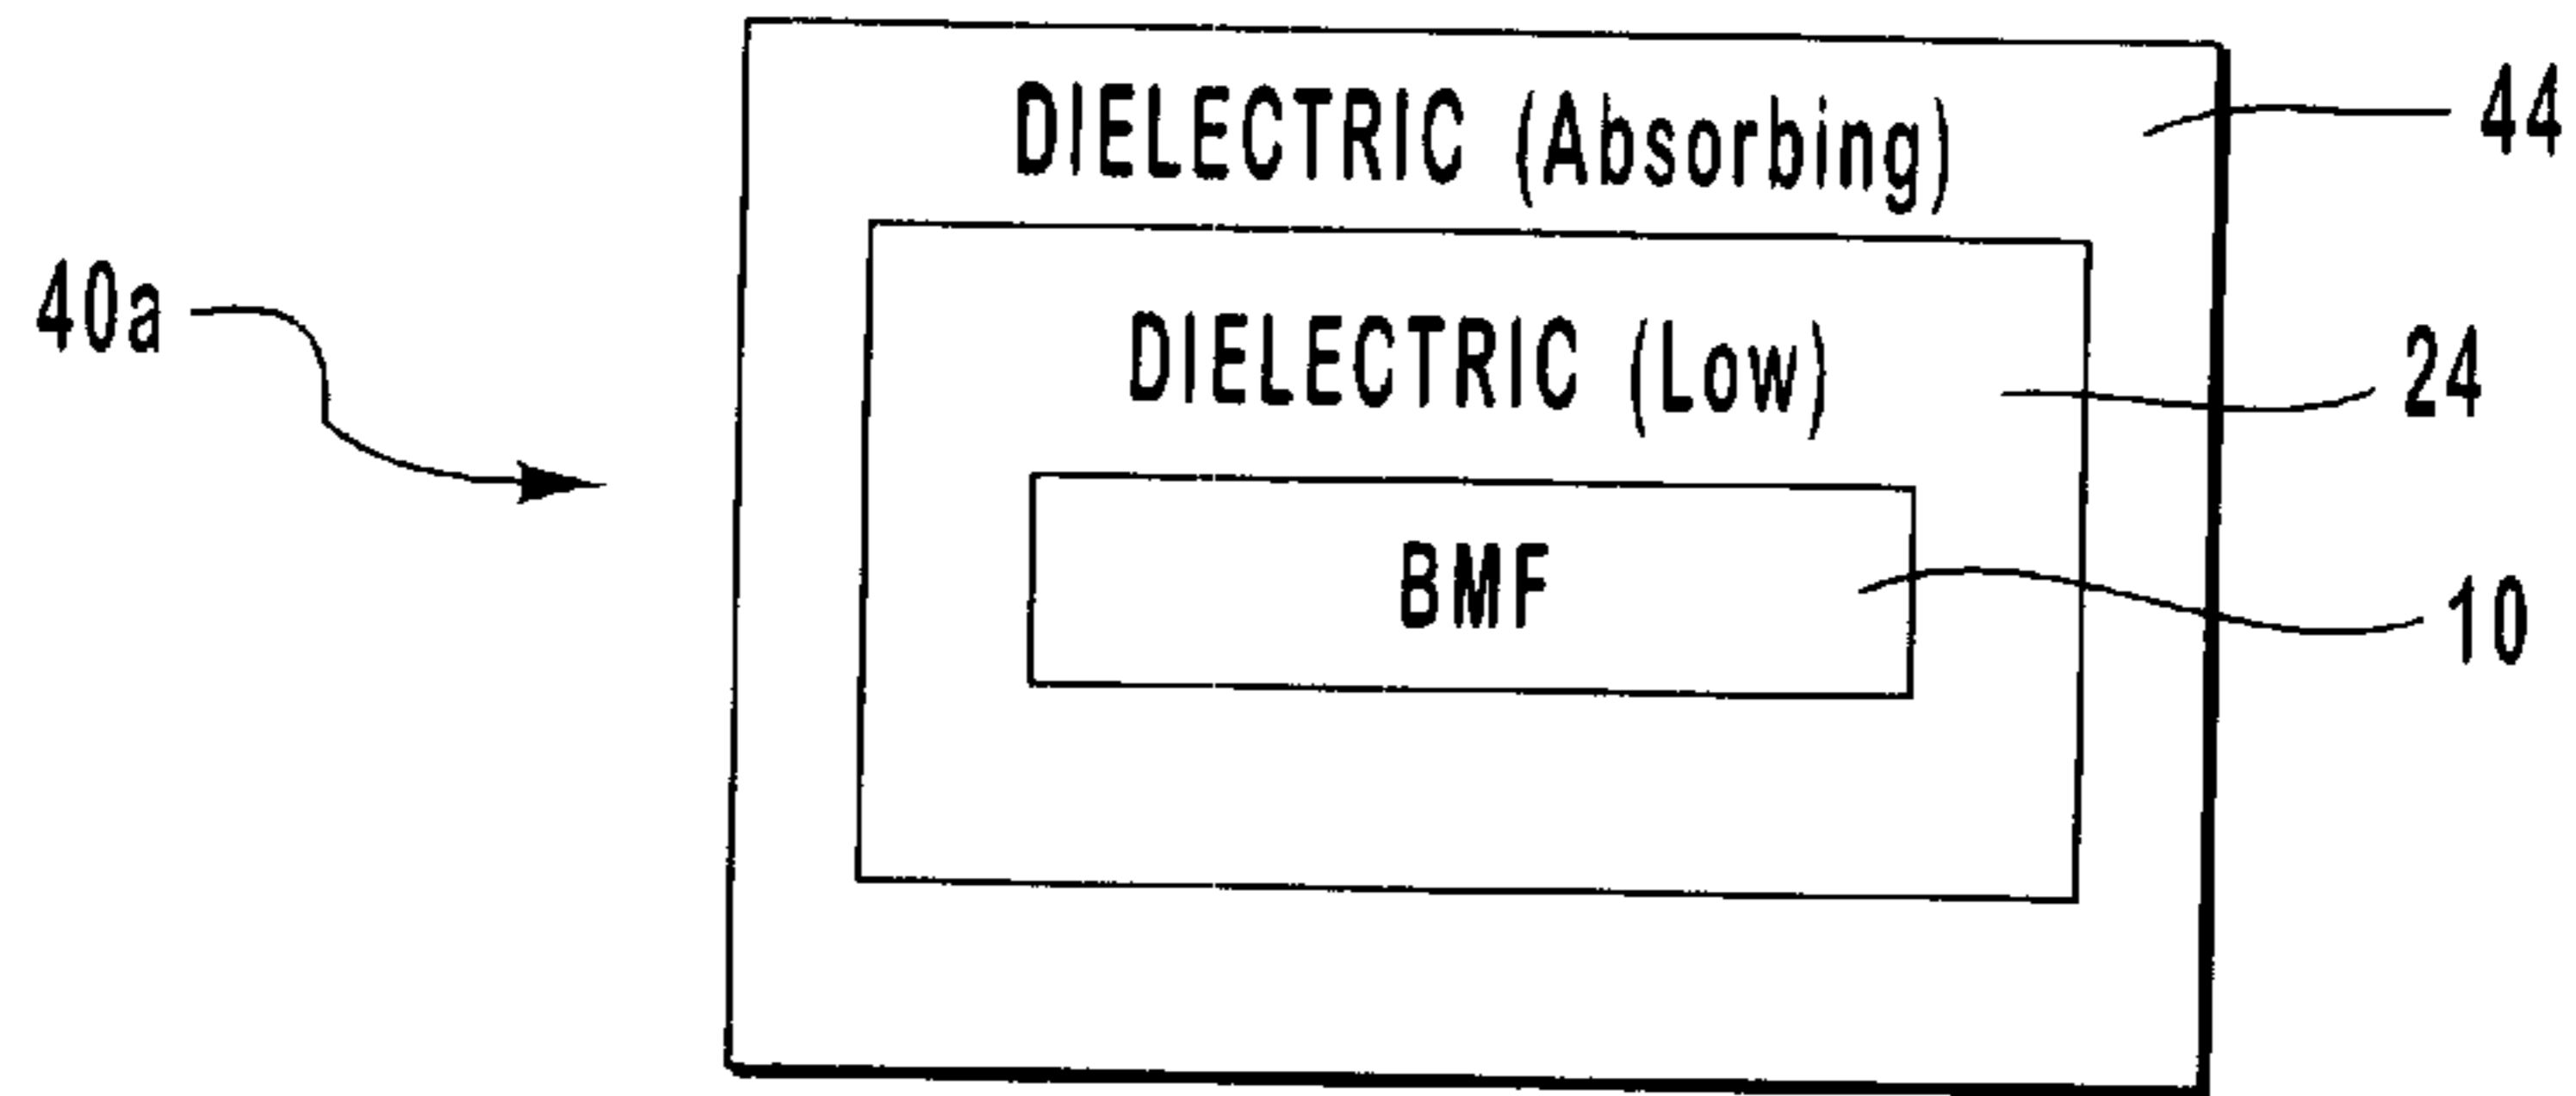 DIELECTRIC (Absorbing)
44
40a
DIELECTRIC (Low)
24
BMF
10